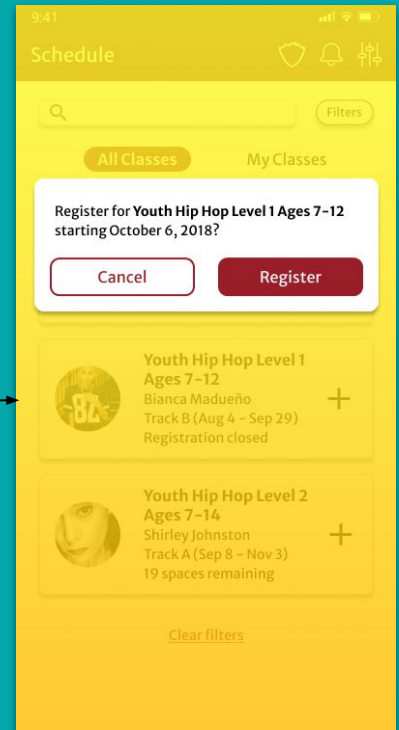 9:41
Schedule
Filters
All Classes My Classes
Register for Youth Hip Hop Level 1 Ages 7-12
starting October 6, 2018?
Cancel Register
Youth Hip Hop Level 1
Ages 7-12
Bianca Madueño
Track B (Aug 4 - Sep 29)
Registration closed
Youth Hip Hop Level 2
Ages 7-14
Shirley Johnston
Track A (Sep 8 - Nov 3)
19 spaces remaining
Clear filters